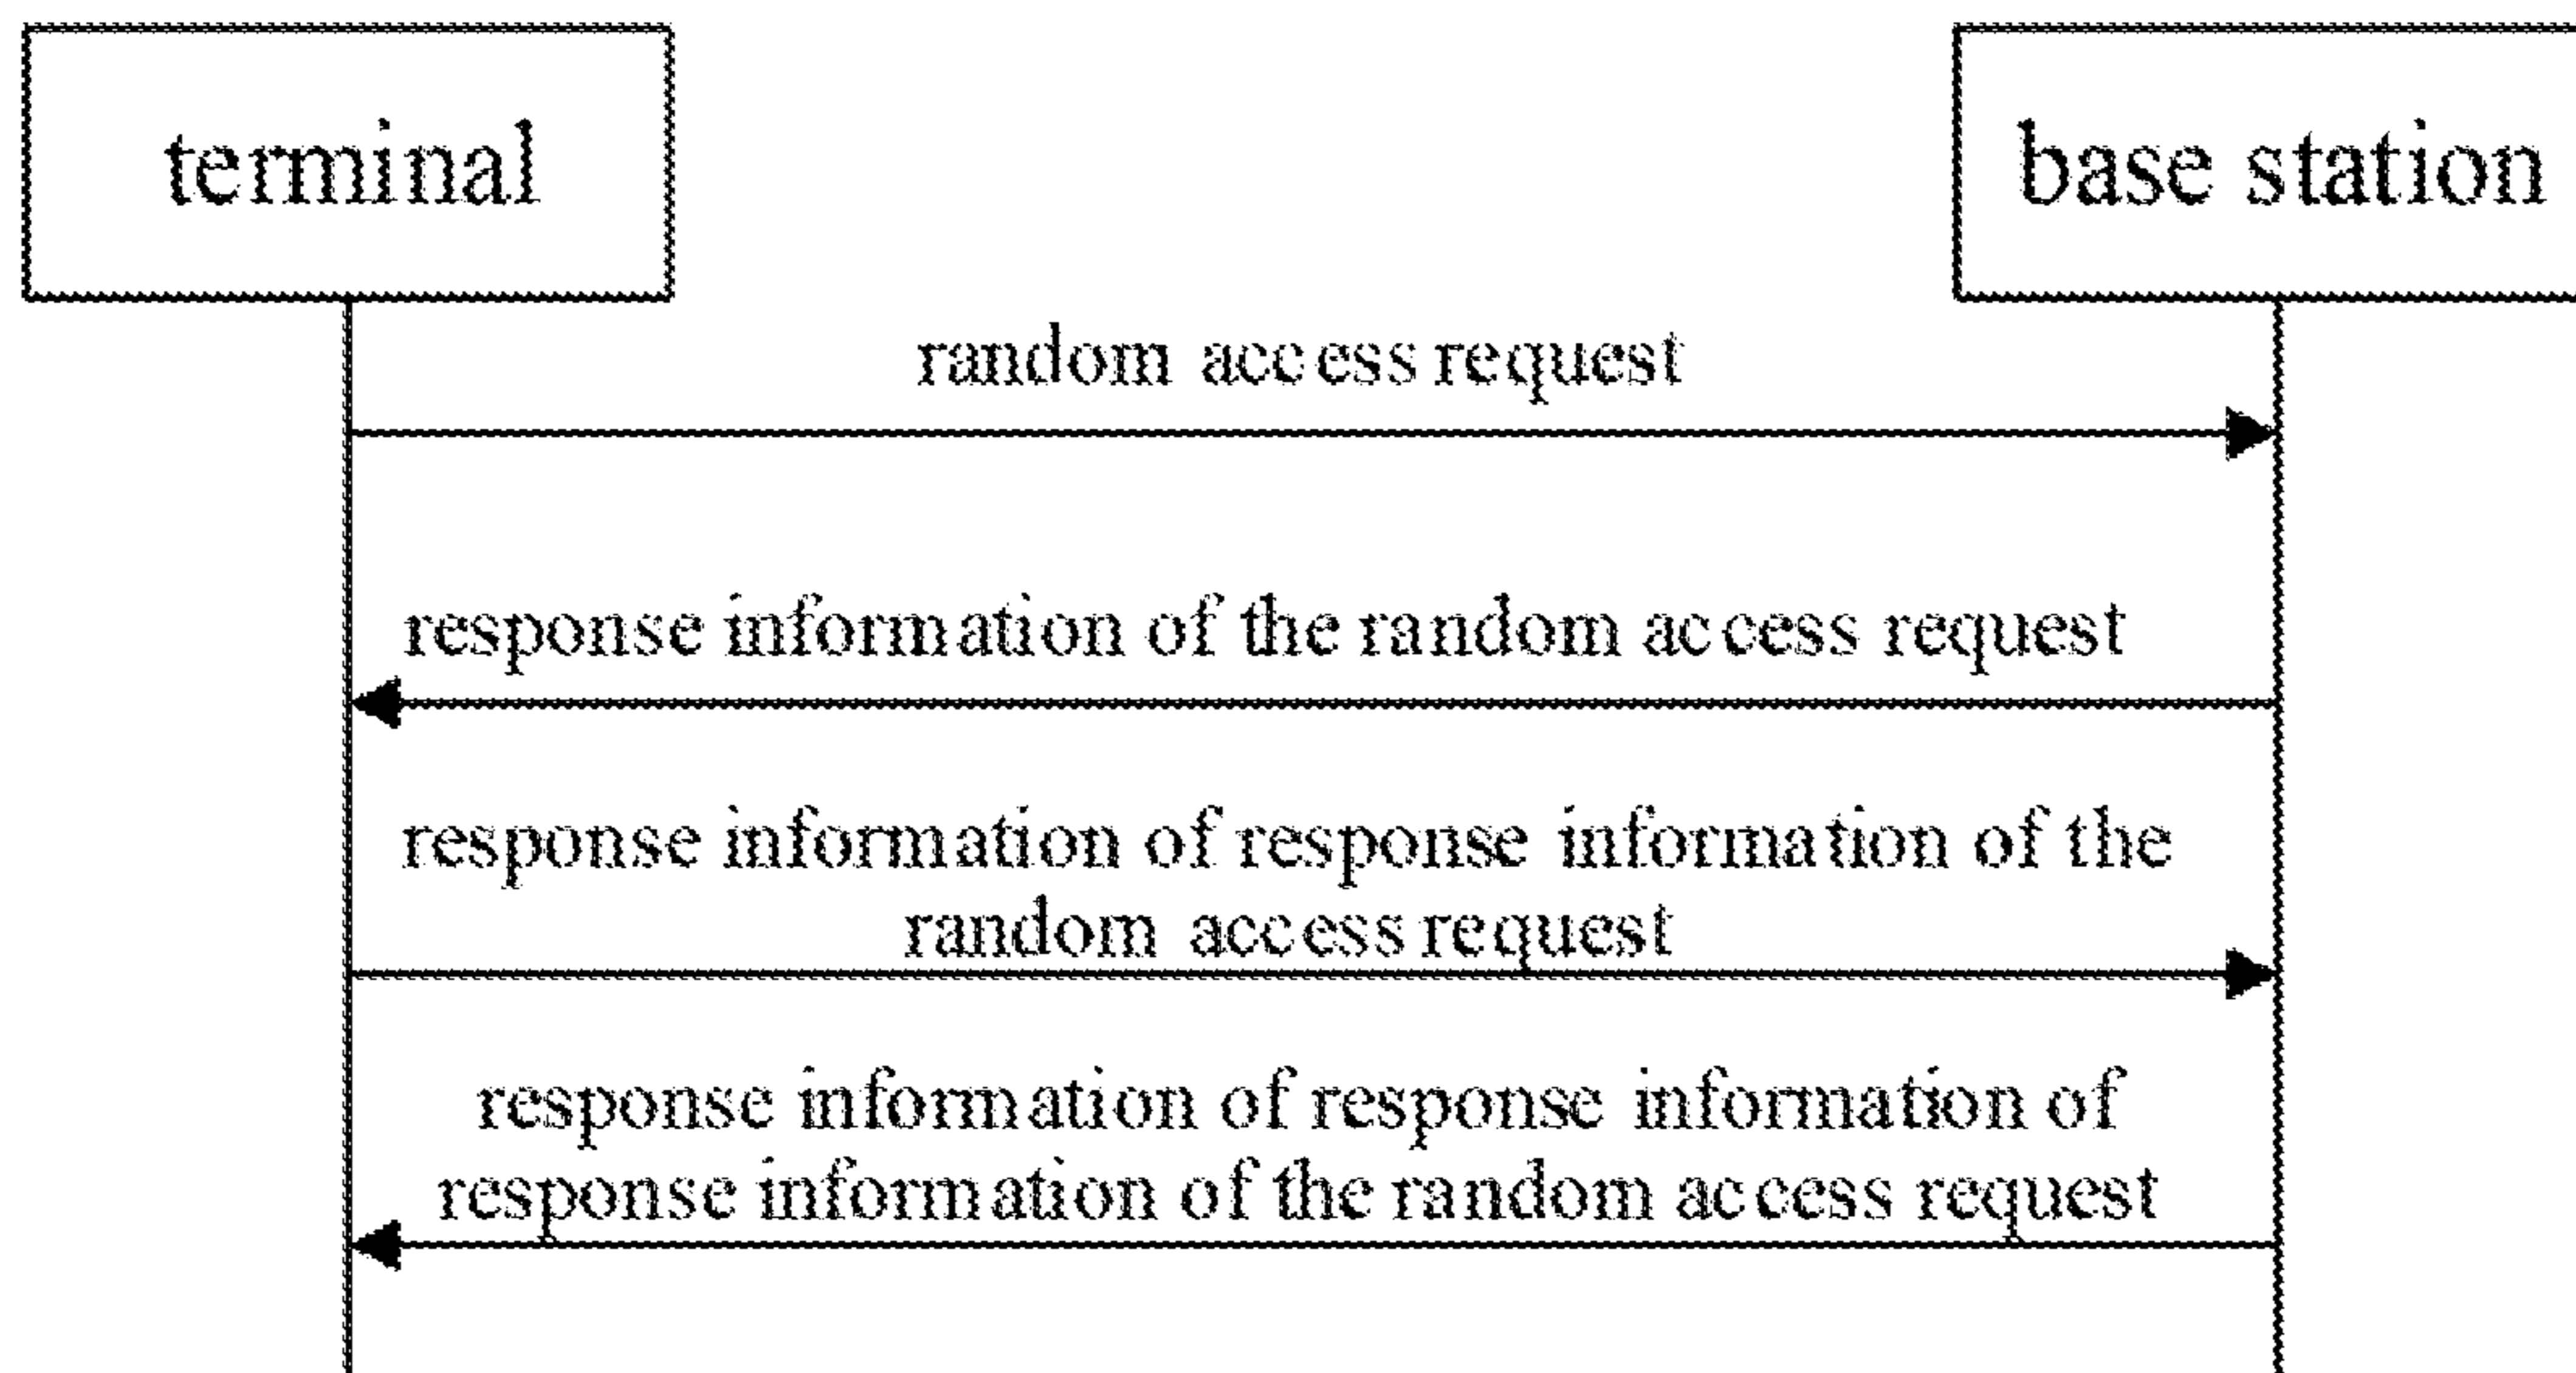 terminal
base station
random access request
response information of the random access request
response information of response information of the
random access request
response information of response information of
response information of the random access request